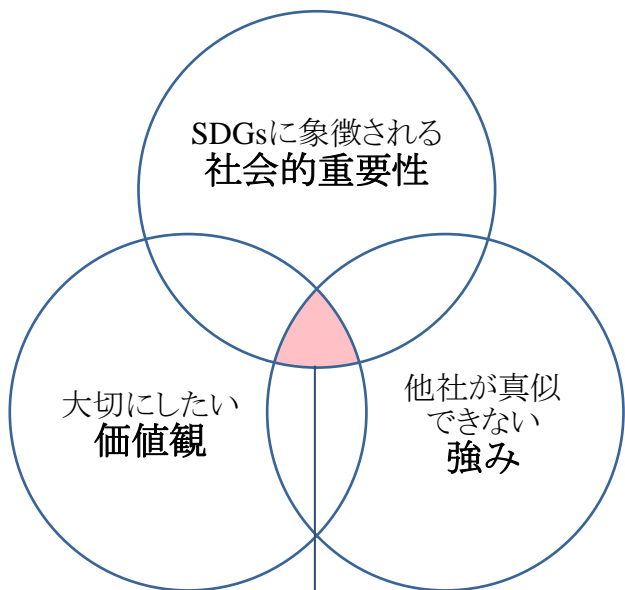 SDGsに象徴される
社会的重要性
大切にしたい
価値観
他社が真似
できない
強み